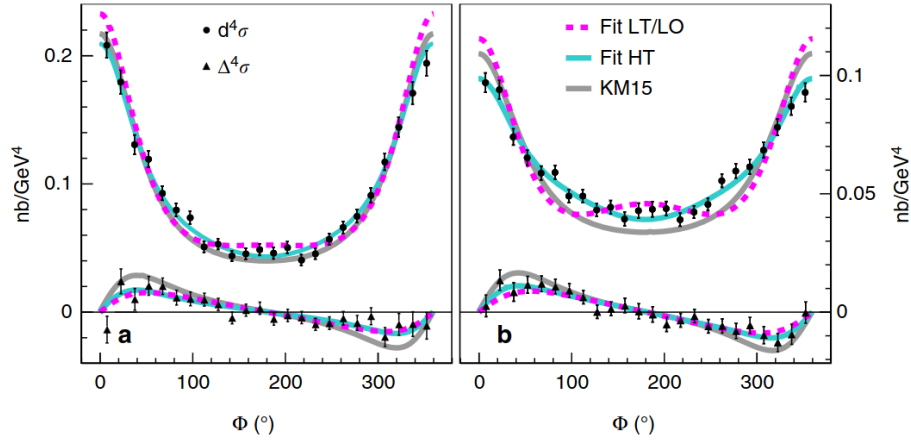 d⁴σ
Δ⁴σ
Fit LT/LO
Fit HT
KM15
nb/GeV⁴
0.2
0.1
0
a
0 100 200 300
Φ (°)
b
0 100 200 300
Φ (°)
0.1
0.05
0
nb/GeV⁴